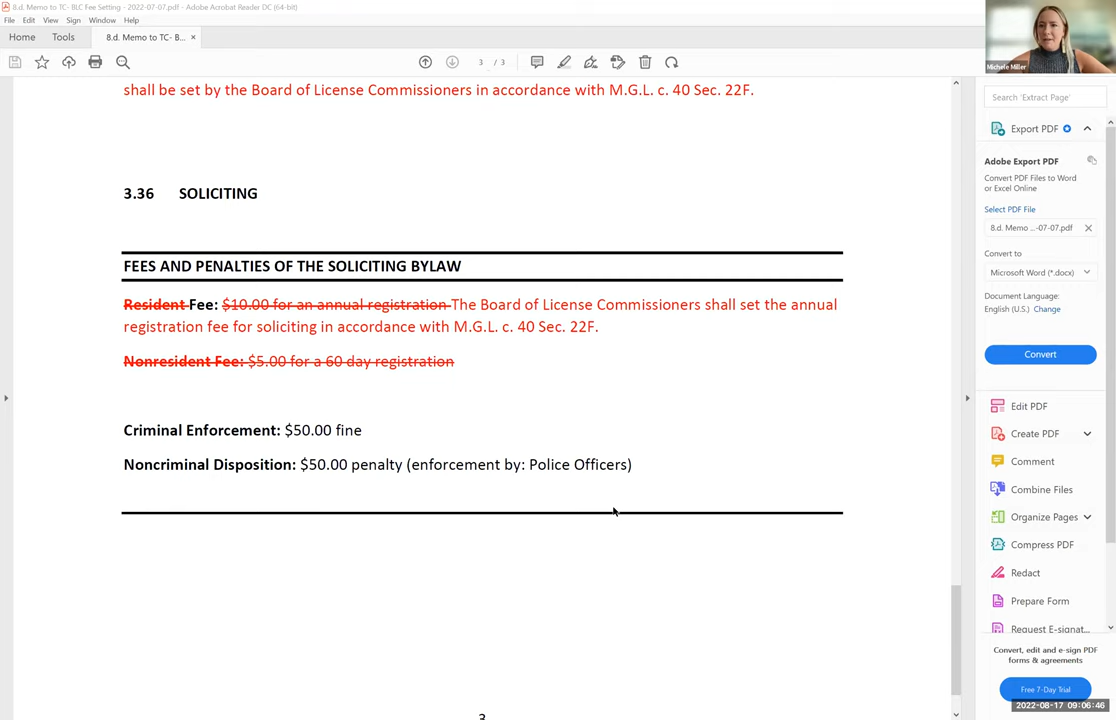 8.d. Memo to TC- BLC Fee Setting - 2022-07-07.pdf - Adobe Acrobat Reader DC (64-bit)
File Edit View Sign Window Help
Home Tools 8.d. Memo to TC- B... ×
3 / 3
Michele Miller
shall be set by the Board of License Commissioners in accordance with M.G.L. c. 40 Sec. 22F.
3.36 SOLICITING
FEES AND PENALTIES OF THE SOLICITING BYLAW
Resident Fee: $10.00 for an annual registration The Board of License Commissioners shall set the annual
registration fee for soliciting in accordance with M.G.L. c. 40 Sec. 22F.
Nonresident Fee: $5.00 for a 60 day registration
Criminal Enforcement: $50.00 fine
Noncriminal Disposition: $50.00 penalty (enforcement by: Police Officers)
3
Search 'Extract Page'
Export PDF
Adobe Export PDF
Convert PDF Files to Word
or Excel Online
Select PDF File
8.d. Memo ...-07-07.pdf
Convert to
Microsoft Word (*.docx)
Document Language:
English (U.S.) Change
Convert
Edit PDF
Create PDF
Comment
Combine Files
Organize Pages
Compress PDF
Redact
Prepare Form
Request E-signat...
Convert, edit and e-sign PDF
forms & agreements
Free 7-Day Trial
2022-08-17 09:06:46